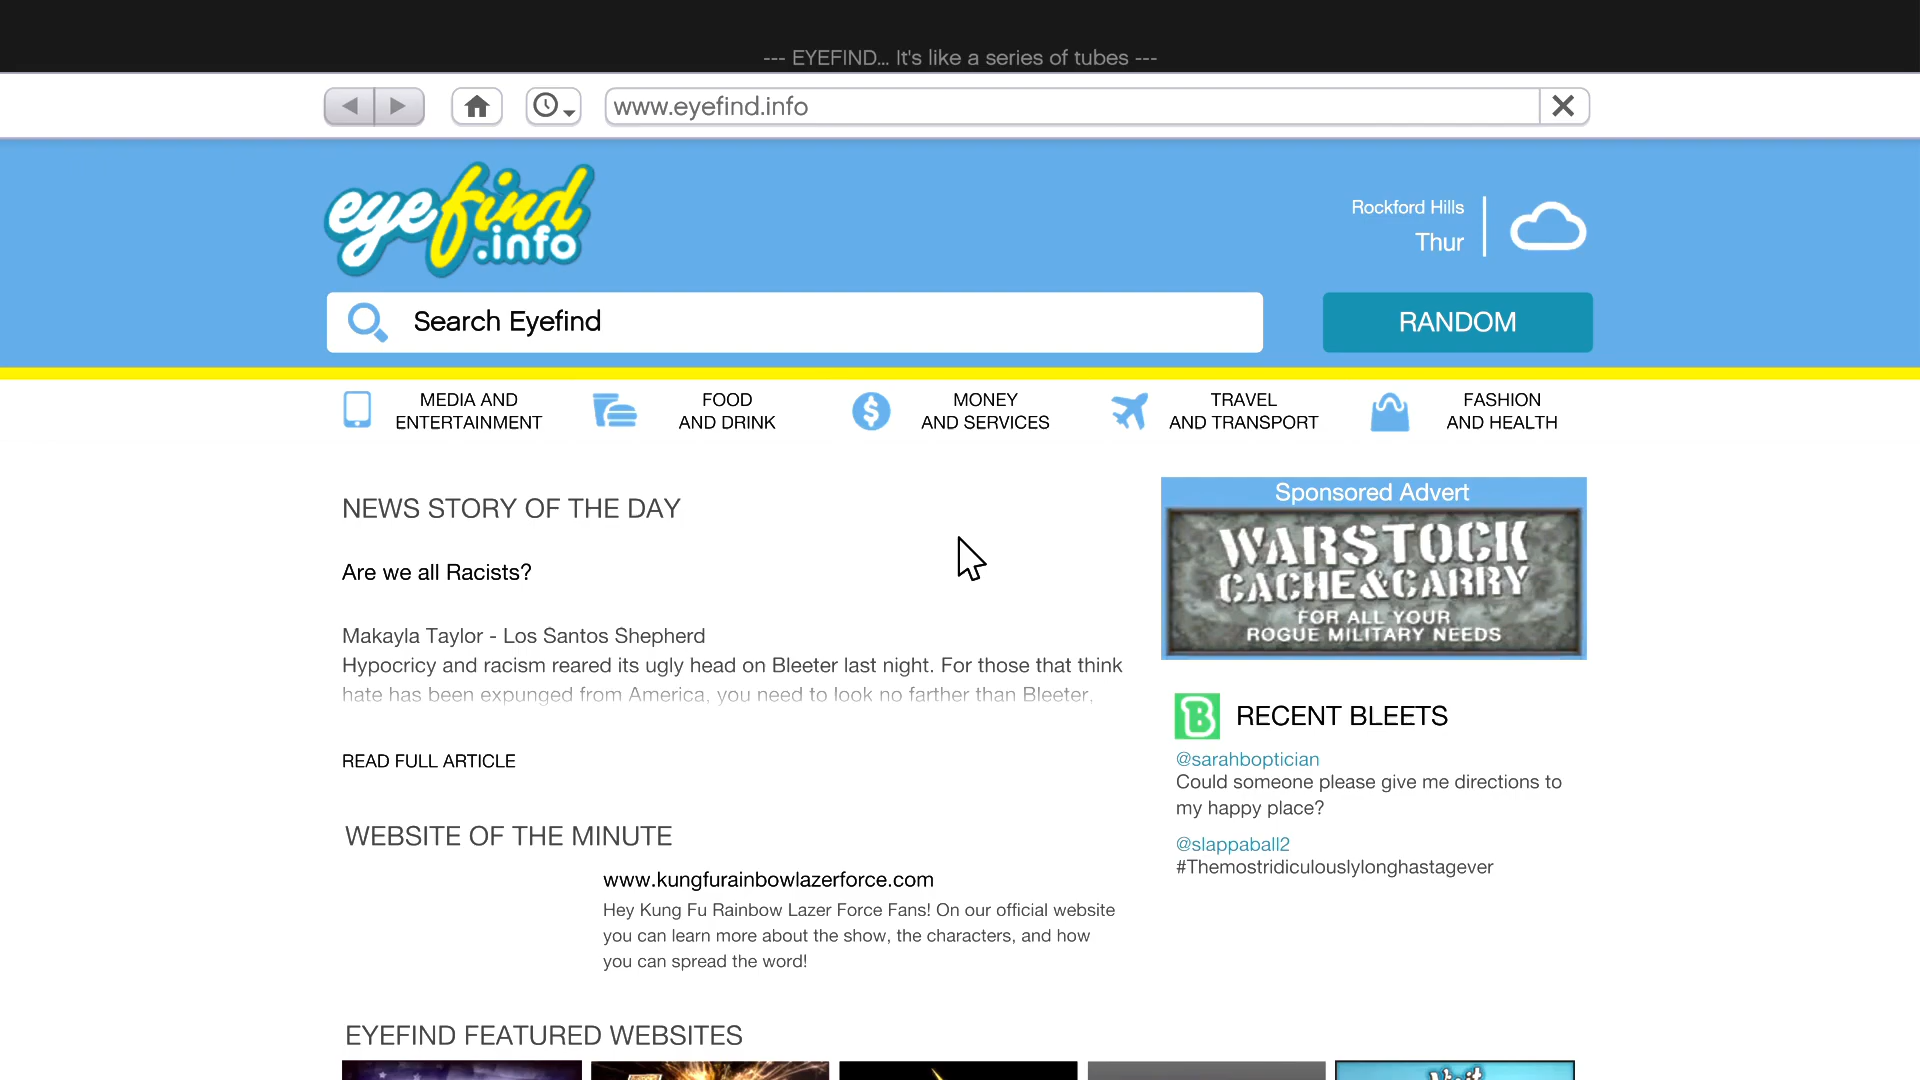 --- EYEFIND... It's like a series of tubes ---
www.eyefind.info
eyefind
.info
Rockford Hills
Thur
Search Eyefind
RANDOM
MEDIA AND
ENTERTAINMENT
FOOD
AND DRINK
MONEY
AND SERVICES
TRAVEL
AND TRANSPORT
FASHION
AND HEALTH
NEWS STORY OF THE DAY
Are we all Racists?
Makayla Taylor - Los Santos Shepherd
Hypocricy and racism reared its ugly head on Bleeter last night. For those that think
hate has been expunged from America, you need to look no farther than Bleeter,
READ FULL ARTICLE
WEBSITE OF THE MINUTE
www.kungfurainbowlazerforce.com
Hey Kung Fu Rainbow Lazer Force Fans! On our official website
you can learn more about the show, the characters, and how
you can spread the word!
Sponsored Advert
WARSTOCK
CACHE&CARRY
FOR ALL YOUR
ROGUE MILITARY NEEDS
B
RECENT BLEETS
@sarahboptician
Could someone please give me directions to
my happy place?
@slappaball2
#Themostridiculouslylonghastagever
EYEFIND FEATURED WEBSITES
Visit